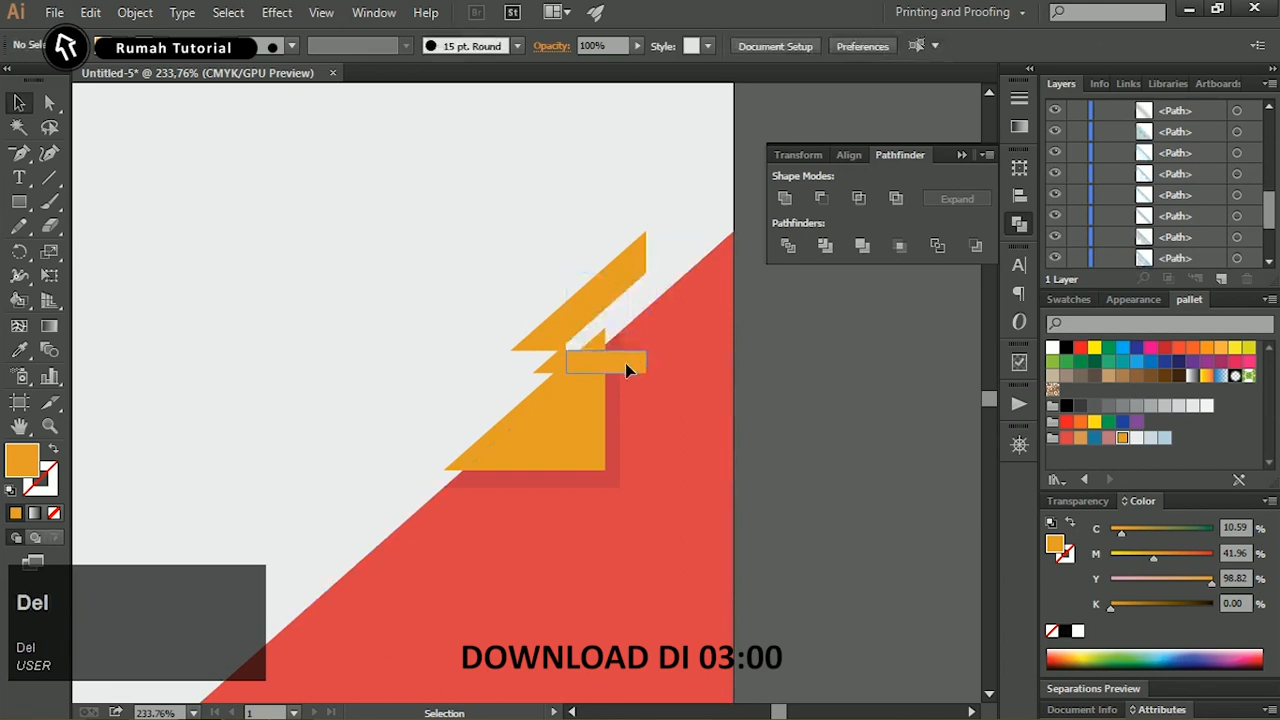 Ai File Edit Object Type Select Effect View Window Help Br St Printing and Proofing
No Sel Rumah Tutorial 15 pt. Round Opacity: 100% Style: Document Setup Preferences
Untitled-5* @ 233,76% (CMYK/GPU Preview) ×
Layers Info Links Libraries Artboards
<Path>
<Path>
<Path>
<Path>
<Path>
<Path>
<Path>
<Path>
1 Layer
Transform Align Pathfinder
Shape Modes:
Expand
Pathfinders:
Swatches Appearance pallet
Transparency Color
C 10.59 %
M 41.96 %
Y 98.82 %
K 0.00 %
Separations Preview
Document Info Attributes
Del
Del
USER
DOWNLOAD DI 03:00
233.76% 1 Selection